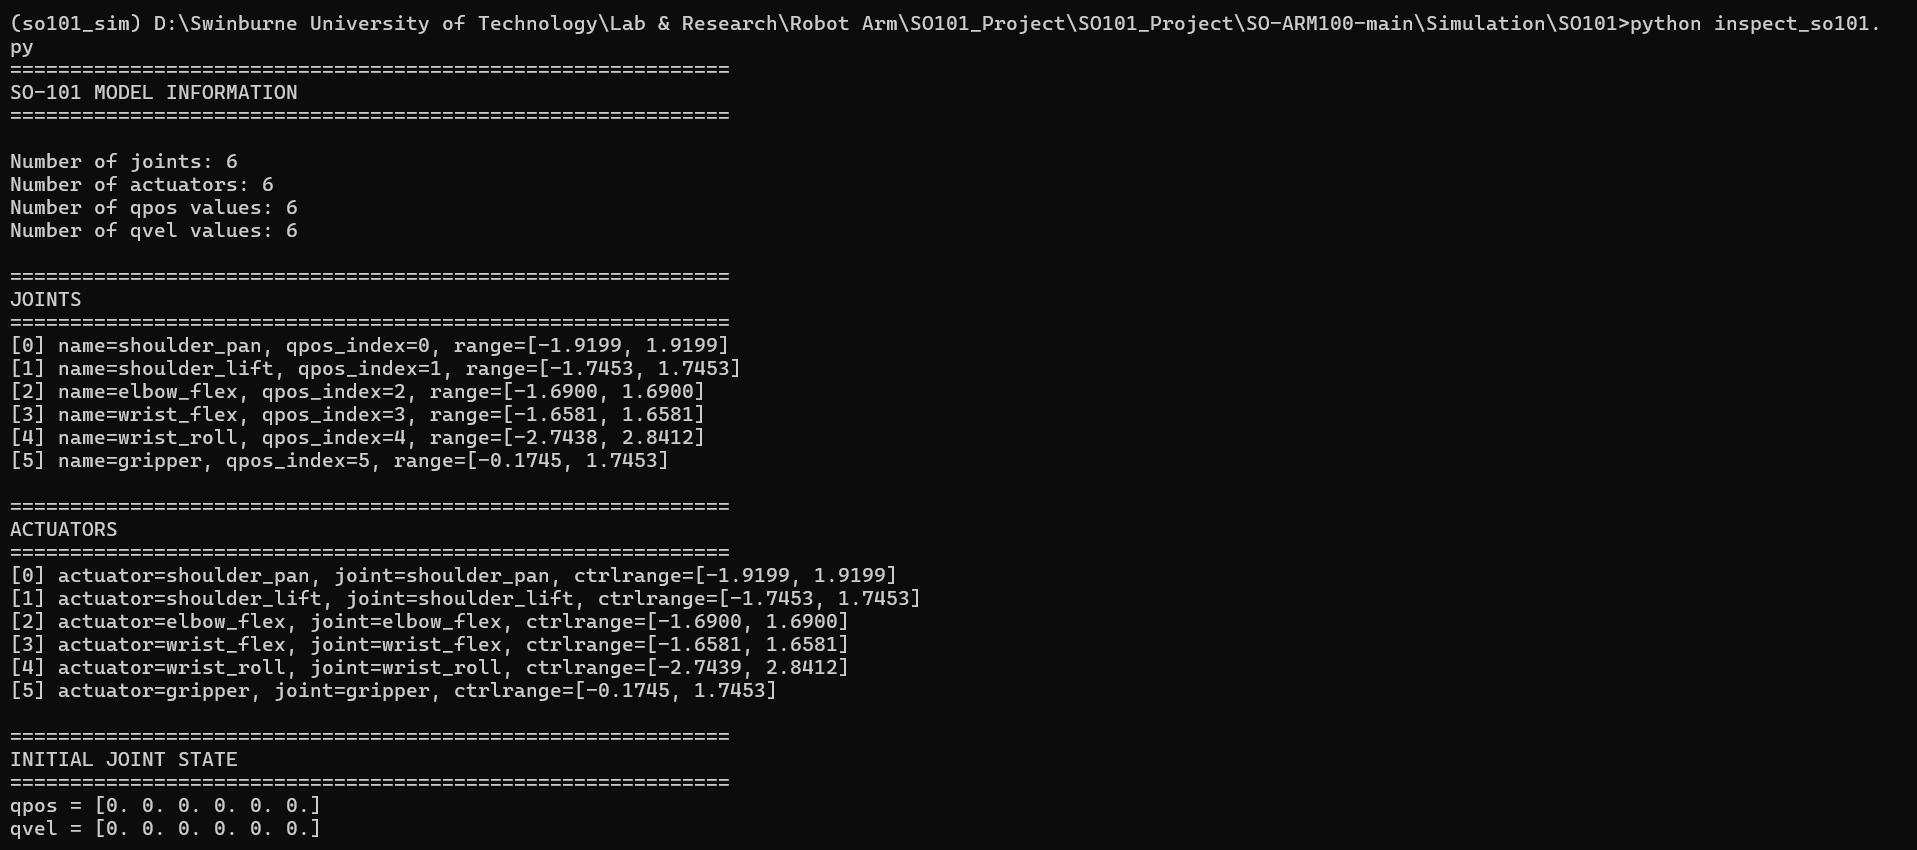 (so101_sim) D:\Swinburne University of Technology\Lab & Research\Robot Arm\SO101_Project\SO101_Project\SO-ARM100-main\Simulation\SO101>python inspect_so101.
py
============================================================
SO-101 MODEL INFORMATION
============================================================
Number of joints: 6
Number of actuators: 6
Number of qpos values: 6
Number of qvel values: 6
============================================================
JOINTS
============================================================
[0] name=shoulder_pan, qpos_index=0, range=[-1.9199, 1.9199]
[1] name=shoulder_lift, qpos_index=1, range=[-1.7453, 1.7453]
[2] name=elbow_flex, qpos_index=2, range=[-1.6900, 1.6900]
[3] name=wrist_flex, qpos_index=3, range=[-1.6581, 1.6581]
[4] name=wrist_roll, qpos_index=4, range=[-2.7438, 2.8412]
[5] name=gripper, qpos_index=5, range=[-0.1745, 1.7453]
============================================================
ACTUATORS
============================================================
[0] actuator=shoulder_pan, joint=shoulder_pan, ctrlrange=[-1.9199, 1.9199]
[1] actuator=shoulder_lift, joint=shoulder_lift, ctrlrange=[-1.7453, 1.7453]
[2] actuator=elbow_flex, joint=elbow_flex, ctrlrange=[-1.6900, 1.6900]
[3] actuator=wrist_flex, joint=wrist_flex, ctrlrange=[-1.6581, 1.6581]
[4] actuator=wrist_roll, joint=wrist_roll, ctrlrange=[-2.7439, 2.8412]
[5] actuator=gripper, joint=gripper, ctrlrange=[-0.1745, 1.7453]
============================================================
INITIAL JOINT STATE
============================================================
qpos = [0. 0. 0. 0. 0. 0.]
qvel = [0. 0. 0. 0. 0. 0.]